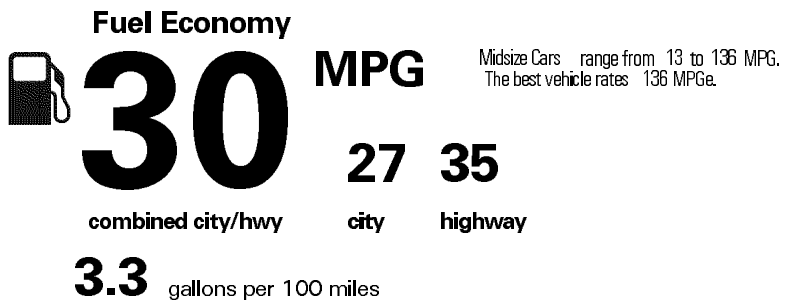 Fuel Economy
30 MPG
Midsize Cars range from 13 to 136 MPG.
The best vehicle rates 136 MPGe.
27 35
combined city/hwy city highway
3.3 gallons per 100 miles